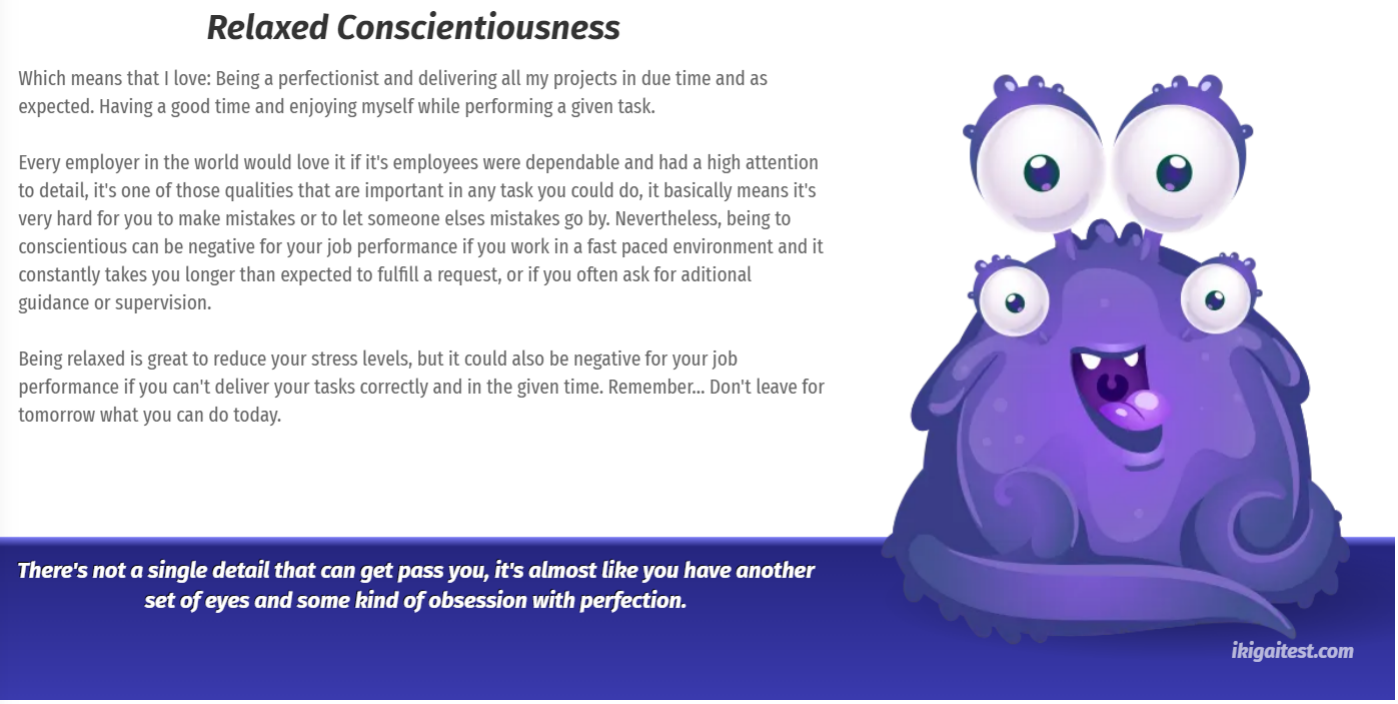 Relaxed Conscientiousness
Which means that I love: Being a perfectionist and delivering all my projects in due time and as
expected. Having a good time and enjoying myself while performing a given task.
Every employer in the world would love it if it's employees were dependable and had a high attention
to detail, it's one of those qualities that are important in any task you could do, it basically means it's
very hard for you to make mistakes or to let someone elses mistakes go by. Nevertheless, being to
conscientious can be negative for your job performance if you work in a fast paced environment and it
constantly takes you longer than expected to fulfill a request, or if you often ask for aditional
guidance or supervision.
Being relaxed is great to reduce your stress levels, but it could also be negative for your job
performance if you can't deliver your tasks correctly and in the given time. Remember... Don't leave for
tomorrow what you can do today.
There's not a single detail that can get pass you, it's almost like you have another
set of eyes and some kind of obsession with perfection.
ikigaitest.com